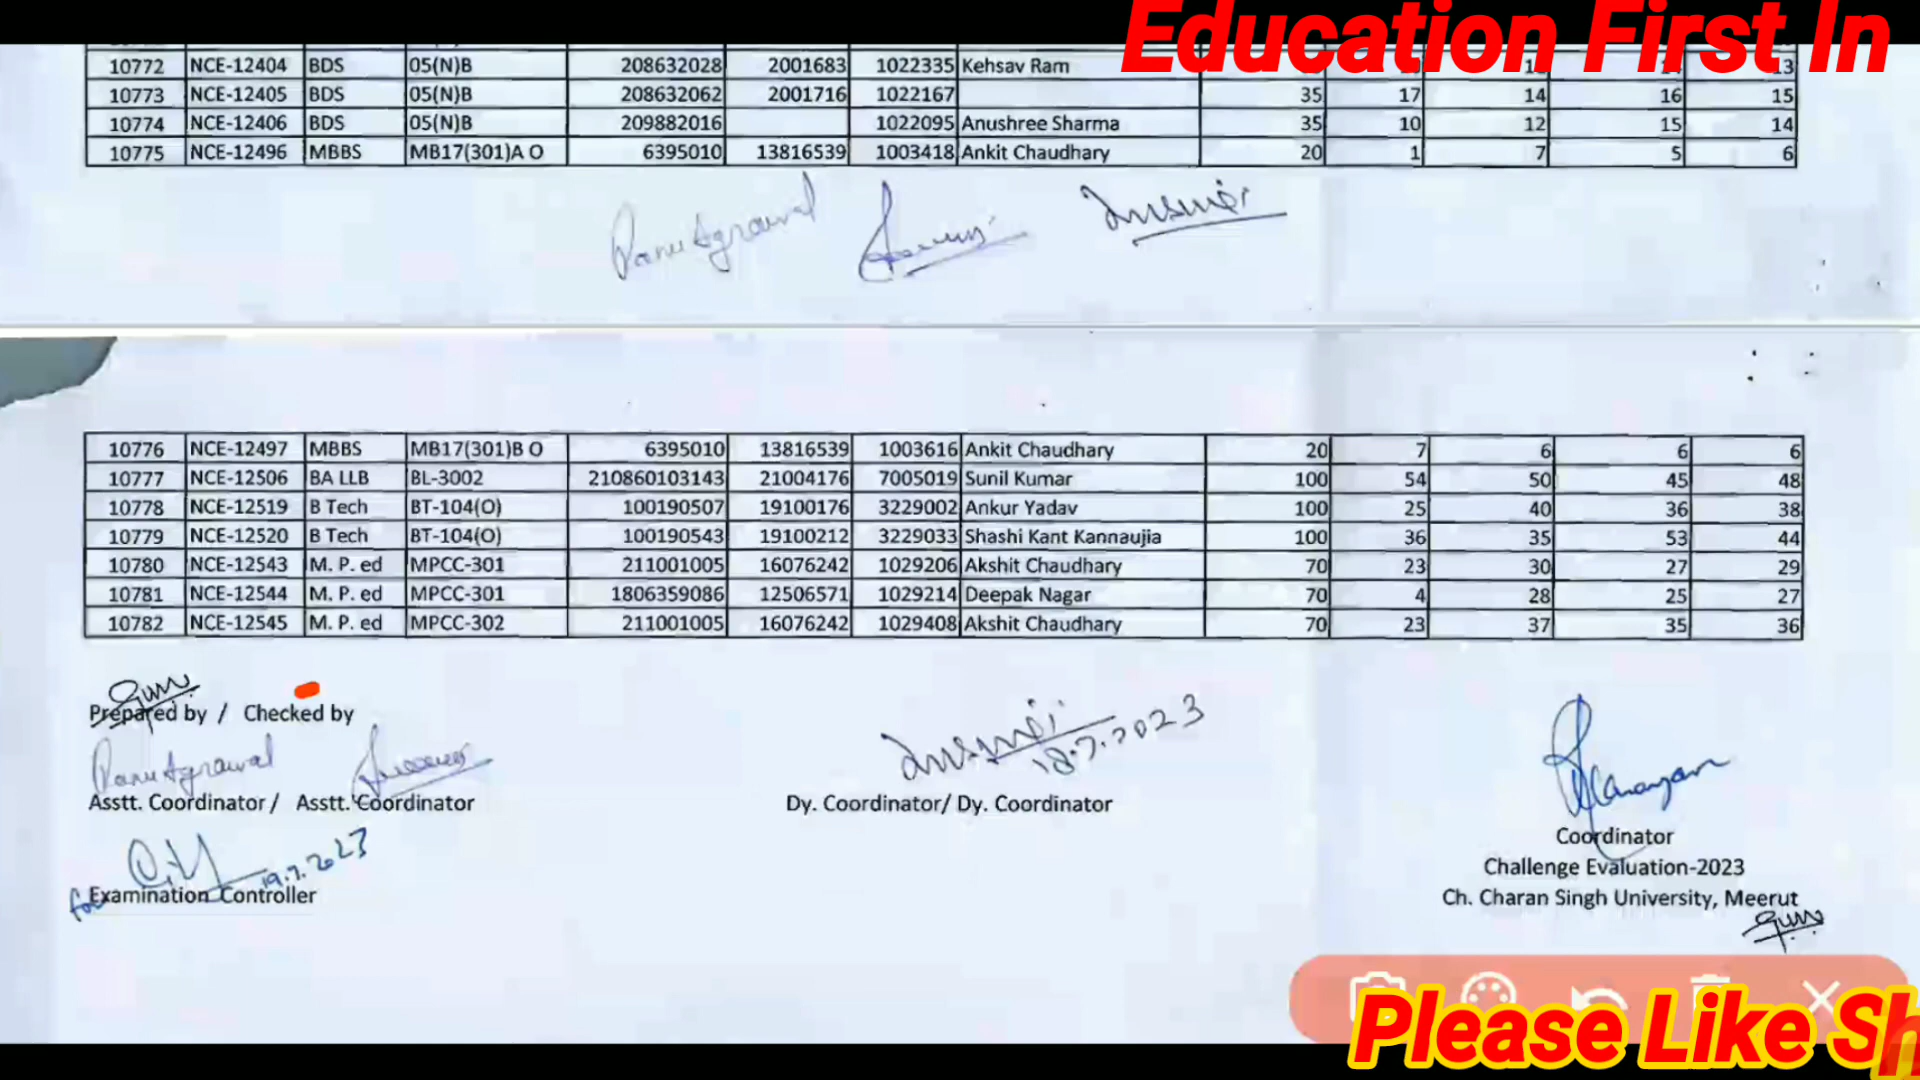 Education First In
10772 NCE-12404 BDS 05(N)B 208632028 2001683 1022335 Kehsav Ram 13
10773 NCE-12405 BDS 05(N)B 208632062 2001716 1022167 35 17 14 16 15
10774 NCE-12406 BDS 05(N)B 209882016 1022095 Anushree Sharma 35 10 12 15 14
10775 NCE-12496 MBBS MB17(301)A O 6395010 13816539 1003418 Ankit Chaudhary 20 1 7 5 6
10776 NCE-12497 MBBS MB17(301)B O 6395010 13816539 1003616 Ankit Chaudhary 20 7 6 6 6
10777 NCE-12506 BA LLB BL-3002 210860103143 21004176 7005019 Sunil Kumar 100 54 50 45 48
10778 NCE-12519 B Tech BT-104(O) 100190507 19100176 3229002 Ankur Yadav 100 25 40 36 38
10779 NCE-12520 B Tech BT-104(O) 100190543 19100212 3229033 Shashi Kant Kannaujia 100 36 35 53 44
10780 NCE-12543 M. P. ed MPCC-301 211001005 16076242 1029206 Akshit Chaudhary 70 23 30 27 29
10781 NCE-12544 M. P. ed MPCC-301 1806359086 12506571 1029214 Deepak Nagar 70 4 28 25 27
10782 NCE-12545 M. P. ed MPCC-302 211001005 16076242 1029408 Akshit Chaudhary 70 23 37 35 36
Prepared by / Checked by
18.7.2023
Asstt. Coordinator / Asstt. Coordinator
Dy. Coordinator/ Dy. Coordinator
Coordinator
Challenge Evaluation-2023
Ch. Charan Singh University, Meerut
19.7.2023
for Examination Controller
Please Like Sh